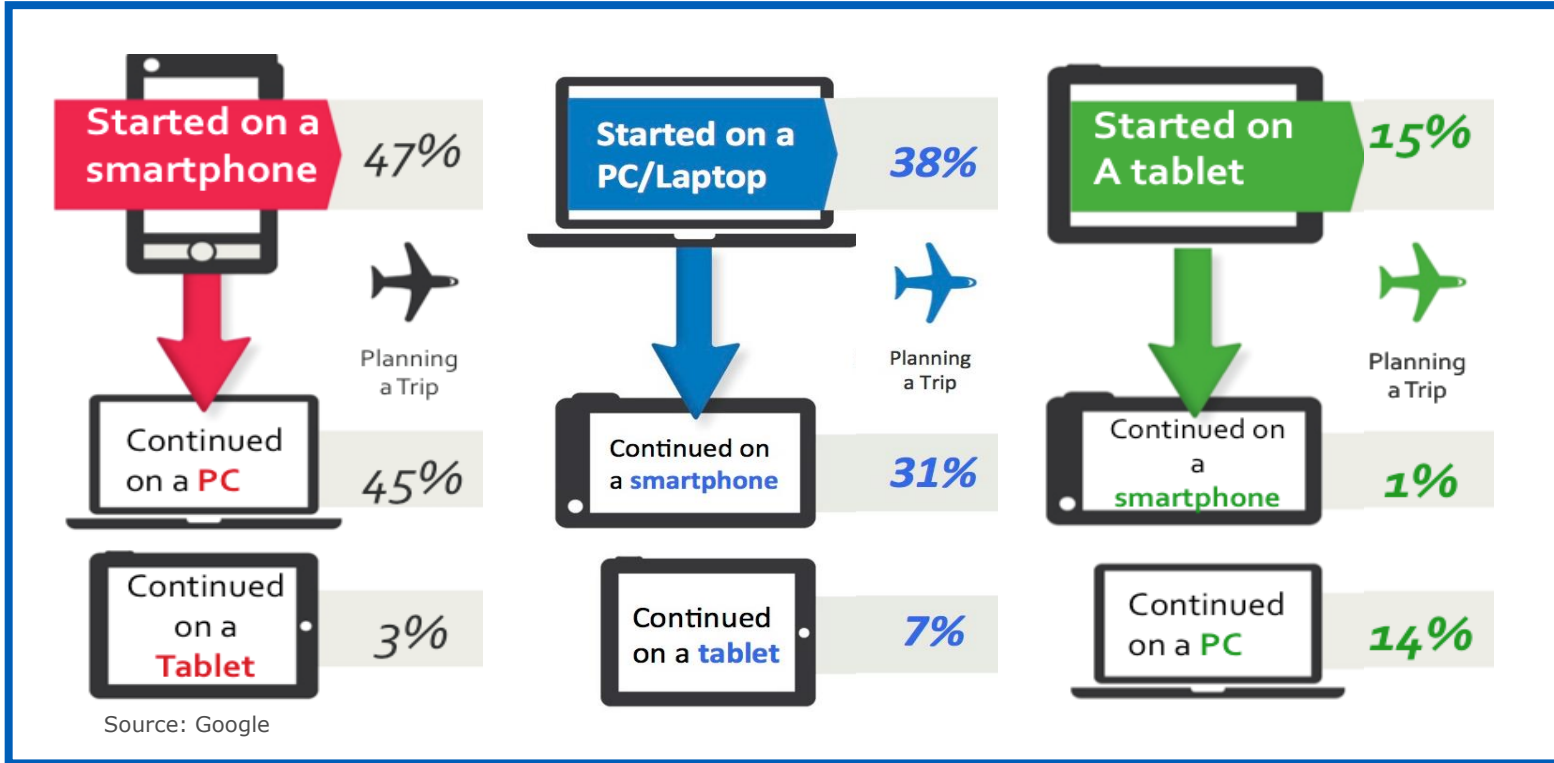 Started on a
smartphone
47%
Planning
a Trip
Continued
on a PC
45%
Continued
on a
Tablet
3%
Started on a
PC/Laptop
38%
Planning
a Trip
Continued on
a smartphone
31%
Continued
on a tablet
7%
Started on
A tablet
15%
Planning
a Trip
Continued on
a
smartphone
1%
Continued
on a PC
14%
Source: Google